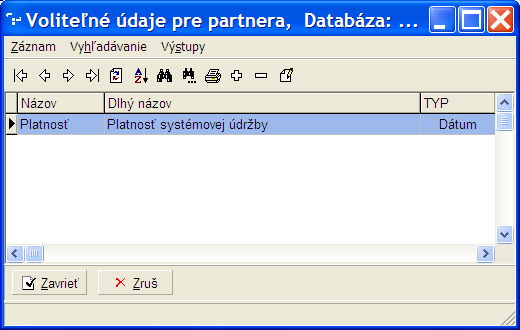 Voliteľné údaje pre partnera, Databáza: ...
Záznam Vyhľadávanie Výstupy
Názov Dlhý názov TYP
Platnosť Platnosť systémovej údržby Dátum
Zavrieť Zruš